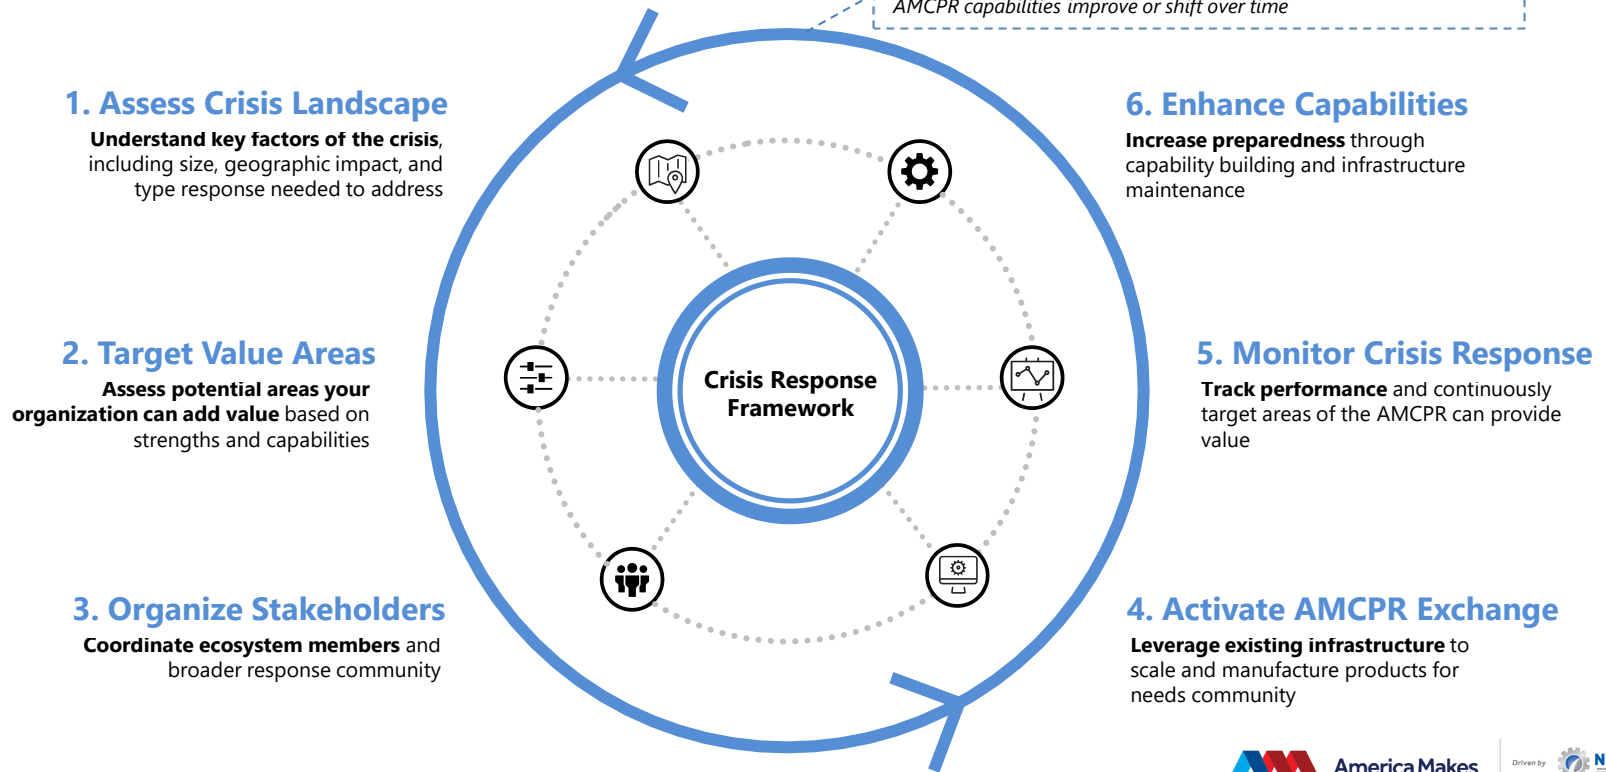 AMCPR capabilities improve or shift over time
1. Assess Crisis Landscape
Understand key factors of the crisis,
including size, geographic impact, and
type response needed to address
2. Target Value Areas
Assess potential areas your
organization can add value based on
strengths and capabilities
3. Organize Stakeholders
Coordinate ecosystem members and
broader response community
Crisis Response
Framework
6. Enhance Capabilities
Increase preparedness through
capability building and infrastructure
maintenance
5. Monitor Crisis Response
Track performance and continuously
target areas of the AMCPR can provide
value
4. Activate AMCPR Exchange
Leverage existing infrastructure to
scale and manufacture products for
needs community
America Makes
Driven by
N